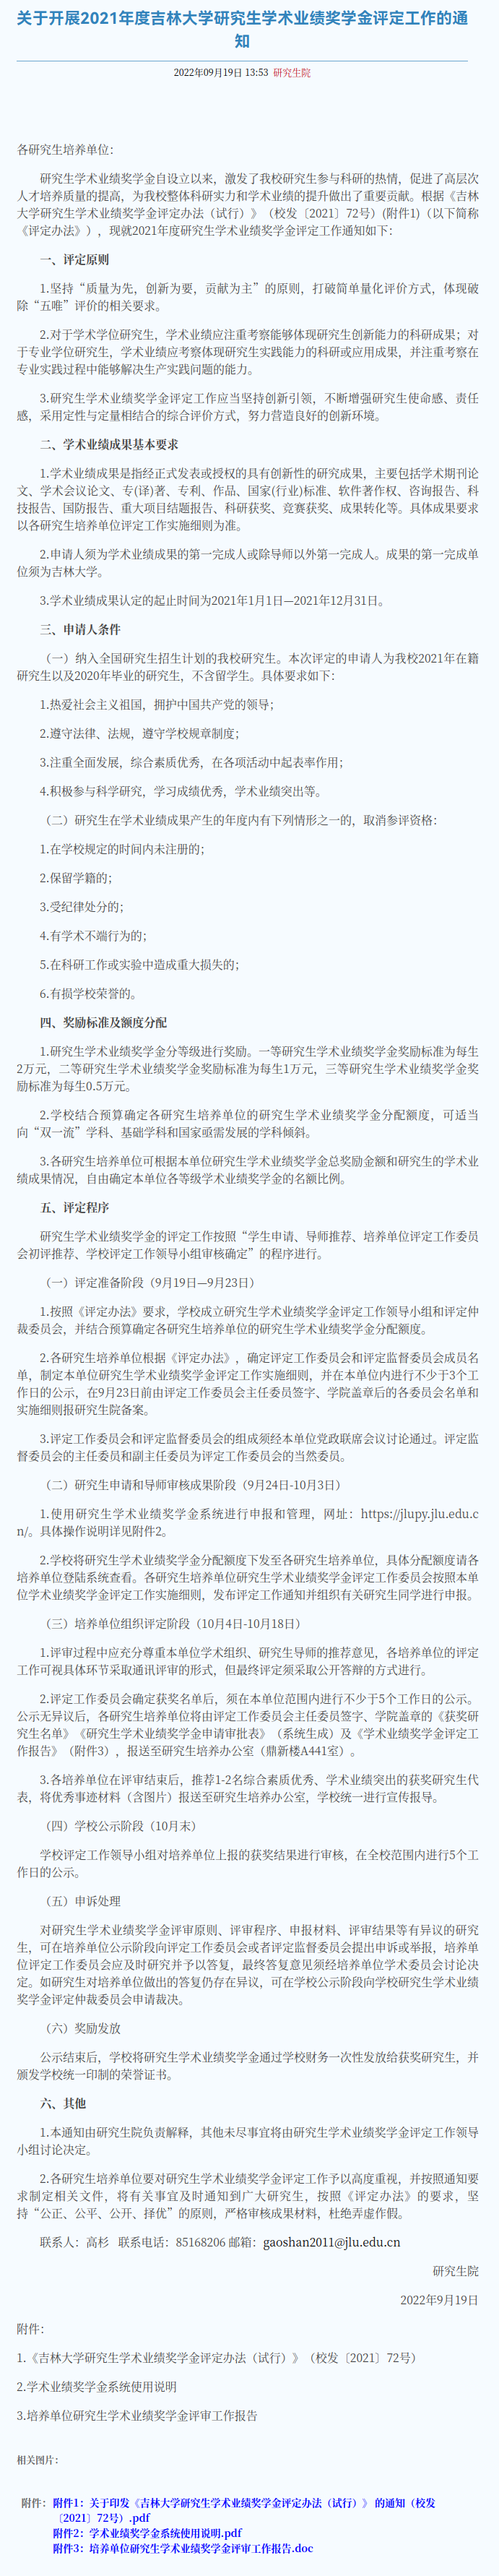 关于开展2021年度吉林大学研究生学术业绩奖学金评定工作的通
知
2022年09月19日 13:53 研究生院
各研究生培养单位：
研究生学术业绩奖学金自设立以来，激发了我校研究生参与科研的热情，促进了高层次
人才培养质量的提高，为我校整体科研实力和学术业绩的提升做出了重要贡献。根据《吉林
大学研究生学术业绩奖学金评定办法（试行）》（校发〔2021〕72号）(附件1)（以下简称
《评定办法》），现就2021年度研究生学术业绩奖学金评定工作通知如下：
一、评定原则
1.坚持“质量为先，创新为要，贡献为主”的原则，打破简单量化评价方式，体现破
除“五唯”评价的相关要求。
2.对于学术学位研究生，学术业绩应注重考察能够体现研究生创新能力的科研成果；对
于专业学位研究生，学术业绩应考察体现研究生实践能力的科研或应用成果，并注重考察在
专业实践过程中能够解决生产实践问题的能力。
3.研究生学术业绩奖学金评定工作应当坚持创新引领，不断增强研究生使命感、责任
感，采用定性与定量相结合的综合评价方式，努力营造良好的创新环境。
二、学术业绩成果基本要求
1.学术业绩成果是指经正式发表或授权的具有创新性的研究成果，主要包括学术期刊论
文、学术会议论文、专(译)著、专利、作品、国家(行业)标准、软件著作权、咨询报告、科
技报告、国防报告、重大项目结题报告、科研获奖、竞赛获奖、成果转化等。具体成果要求
以各研究生培养单位评定工作实施细则为准。
2.申请人须为学术业绩成果的第一完成人或除导师以外第一完成人。成果的第一完成单
位须为吉林大学。
3.学术业绩成果认定的起止时间为2021年1月1日—2021年12月31日。
三、申请人条件
（一）纳入全国研究生招生计划的我校研究生。本次评定的申请人为我校2021年在籍
研究生以及2020年毕业的研究生，不含留学生。具体要求如下：
1.热爱社会主义祖国，拥护中国共产党的领导；
2.遵守法律、法规，遵守学校规章制度；
3.注重全面发展，综合素质优秀，在各项活动中起表率作用；
4.积极参与科学研究，学习成绩优秀，学术业绩突出等。
（二）研究生在学术业绩成果产生的年度内有下列情形之一的，取消参评资格：
1.在学校规定的时间内未注册的；
2.保留学籍的；
3.受纪律处分的；
4.有学术不端行为的；
5.在科研工作或实验中造成重大损失的；
6.有损学校荣誉的。
四、奖励标准及额度分配
1.研究生学术业绩奖学金分等级进行奖励。一等研究生学术业绩奖学金奖励标准为每生
2万元，二等研究生学术业绩奖学金奖励标准为每生1万元，三等研究生学术业绩奖学金奖
励标准为每生0.5万元。
2.学校结合预算确定各研究生培养单位的研究生学术业绩奖学金分配额度，可适当
向“双一流”学科、基础学科和国家亟需发展的学科倾斜。
3.各研究生培养单位可根据本单位研究生学术业绩奖学金总奖励金额和研究生的学术业
绩成果情况，自由确定本单位各等级学术业绩奖学金的名额比例。
五、评定程序
研究生学术业绩奖学金的评定工作按照“学生申请、导师推荐、培养单位评定工作委员
会初评推荐、学校评定工作领导小组审核确定”的程序进行。
（一）评定准备阶段（9月19日—9月23日）
1.按照《评定办法》要求，学校成立研究生学术业绩奖学金评定工作领导小组和评定仲
裁委员会，并结合预算确定各研究生培养单位的研究生学术业绩奖学金分配额度。
2.各研究生培养单位根据《评定办法》，确定评定工作委员会和评定监督委员会成员名
单，制定本单位研究生学术业绩奖学金评定工作实施细则，并在本单位内进行不少于3个工
作日的公示，在9月23日前由评定工作委员会主任委员签字、学院盖章后的各委员会名单和
实施细则报研究生院备案。
3.评定工作委员会和评定监督委员会的组成须经本单位党政联席会议讨论通过。评定监
督委员会的主任委员和副主任委员为评定工作委员会的当然委员。
（二）研究生申请和导师审核成果阶段（9月24日-10月3日）
1.使用研究生学术业绩奖学金系统进行申报和管理，网址：https://jlupy.jlu.edu.c
n/。具体操作说明详见附件2。
2.学校将研究生学术业绩奖学金分配额度下发至各研究生培养单位，具体分配额度请各
培养单位登陆系统查看。各研究生培养单位研究生学术业绩奖学金评定工作委员会按照本单
位学术业绩奖学金评定工作实施细则，发布评定工作通知并组织有关研究生同学进行申报。
（三）培养单位组织评定阶段（10月4日-10月18日）
1.评审过程中应充分尊重本单位学术组织、研究生导师的推荐意见，各培养单位的评定
工作可视具体环节采取通讯评审的形式，但最终评定须采取公开答辩的方式进行。
2.评定工作委员会确定获奖名单后，须在本单位范围内进行不少于5个工作日的公示。
公示无异议后，各研究生培养单位将由评定工作委员会主任委员签字、学院盖章的《获奖研
究生名单》《研究生学术业绩奖学金申请审批表》（系统生成）及《学术业绩奖学金评定工
作报告》（附件3），报送至研究生培养办公室（鼎新楼A441室）。
3.各培养单位在评审结束后，推荐1-2名综合素质优秀、学术业绩突出的获奖研究生代
表，将优秀事迹材料（含图片）报送至研究生培养办公室，学校统一进行宣传报导。
（四）学校公示阶段（10月末）
学校评定工作领导小组对培养单位上报的获奖结果进行审核，在全校范围内进行5个工
作日的公示。
（五）申诉处理
对研究生学术业绩奖学金评审原则、评审程序、申报材料、评审结果等有异议的研究
生，可在培养单位公示阶段向评定工作委员会或者评定监督委员会提出申诉或举报，培养单
位评定工作委员会应及时研究并予以答复，最终答复意见须经培养单位学术委员会讨论决
定。如研究生对培养单位做出的答复仍存在异议，可在学校公示阶段向学校研究生学术业绩
奖学金评定仲裁委员会申请裁决。
（六）奖励发放
公示结束后，学校将研究生学术业绩奖学金通过学校财务一次性发放给获奖研究生，并
颁发学校统一印制的荣誉证书。
六、其他
1.本通知由研究生院负责解释，其他未尽事宜将由研究生学术业绩奖学金评定工作领导
小组讨论决定。
2.各研究生培养单位要对研究生学术业绩奖学金评定工作予以高度重视，并按照通知要
求制定相关文件，将有关事宜及时通知到广大研究生，按照《评定办法》的要求，坚
持“公正、公平、公开、择优”的原则，严格审核成果材料，杜绝弄虚作假。
联系人：高杉 联系电话：85168206 邮箱：gaoshan2011@jlu.edu.cn
研究生院
2022年9月19日
附件：
1.《吉林大学研究生学术业绩奖学金评定办法（试行）》（校发〔2021〕72号）
2.学术业绩奖学金系统使用说明
3.培养单位研究生学术业绩奖学金评审工作报告
相关图片：
附件：附件1：关于印发《吉林大学研究生学术业绩奖学金评定办法（试行）》 的通知（校发
〔2021〕72号）.pdf
附件2：学术业绩奖学金系统使用说明.pdf
附件3：培养单位研究生学术业绩奖学金评审工作报告.doc